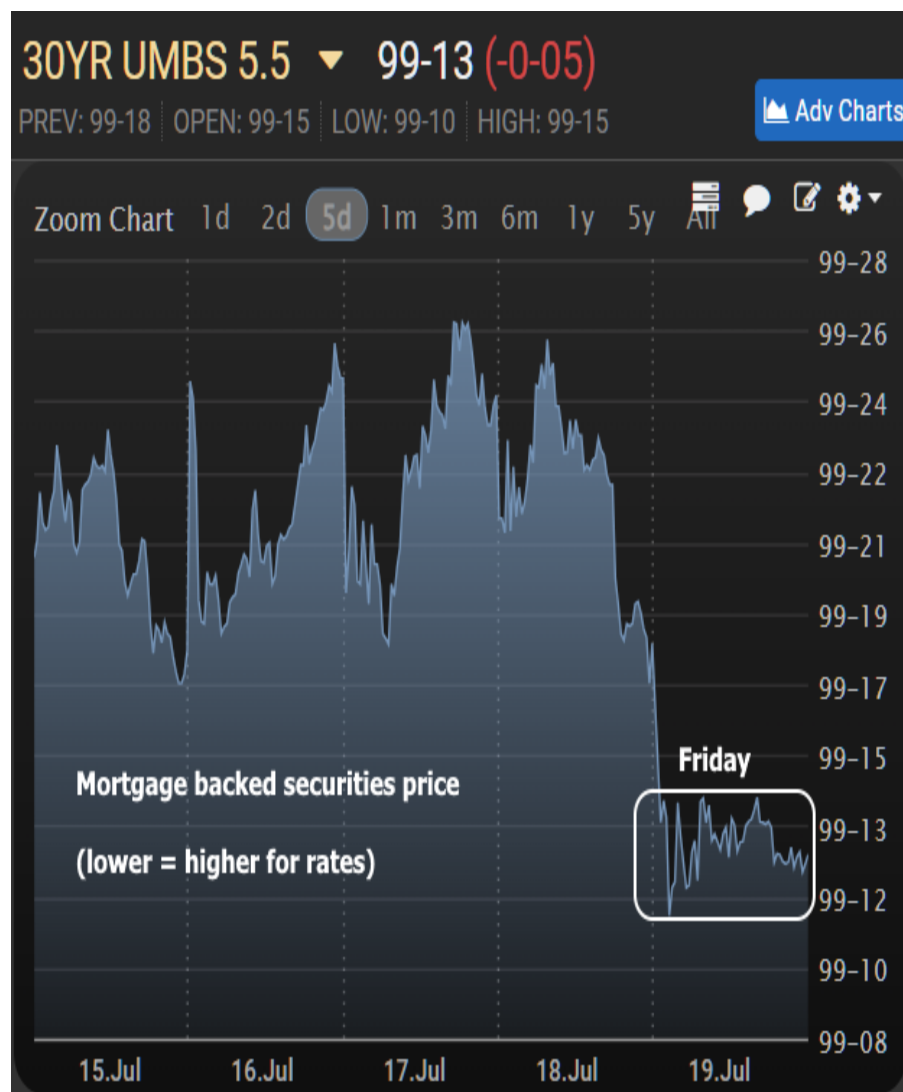 30YR UMBS 5.5 99-13 (-0-05)
PREV: 99-18 OPEN: 99-15 LOW: 99-10 HIGH: 99-15
Adv Charts
Zoom Chart 1d 2d 5d 1m 3m 6m 1y 5y All
99-28
99-26
99-24
99-22
99-21
99-19
99-17
Friday
99-15
Mortgage backed securities price
99-13
(lower = higher for rates)
99-12
99-10
99-08
15.Jul 16.Jul 17.Jul 18.Jul 19.Jul